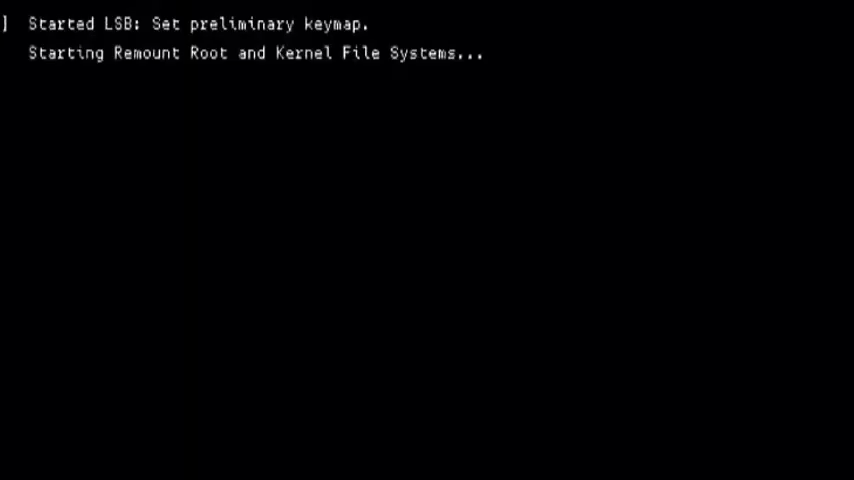 ] Started LSB: Set preliminary keymap.
Starting Remount Root and Kernel File Systems...